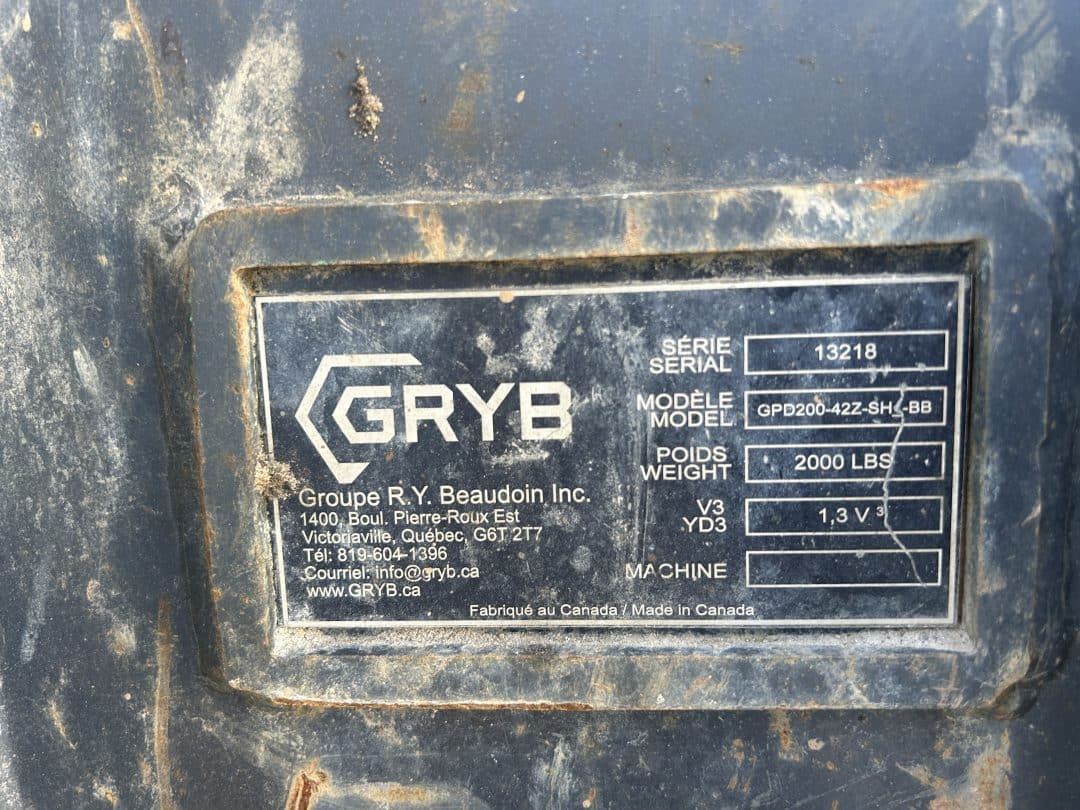 GRYB
Groupe R.Y. Beaudoin Inc.
1400, Boul. Pierre-Roux Est
Victoriaville, Québec, G6T 2T7
Tél: 819-604-1396
Courriel: info@gryb.ca
www.GRYB.ca
SÉRIE
SERIAL
13218
MODÈLE
MODEL
POIDS
WEIGHT
2000 LBS
V3
YD3
1,3 V³
MACHINE
Fabriqué au Canada / Made in Canada